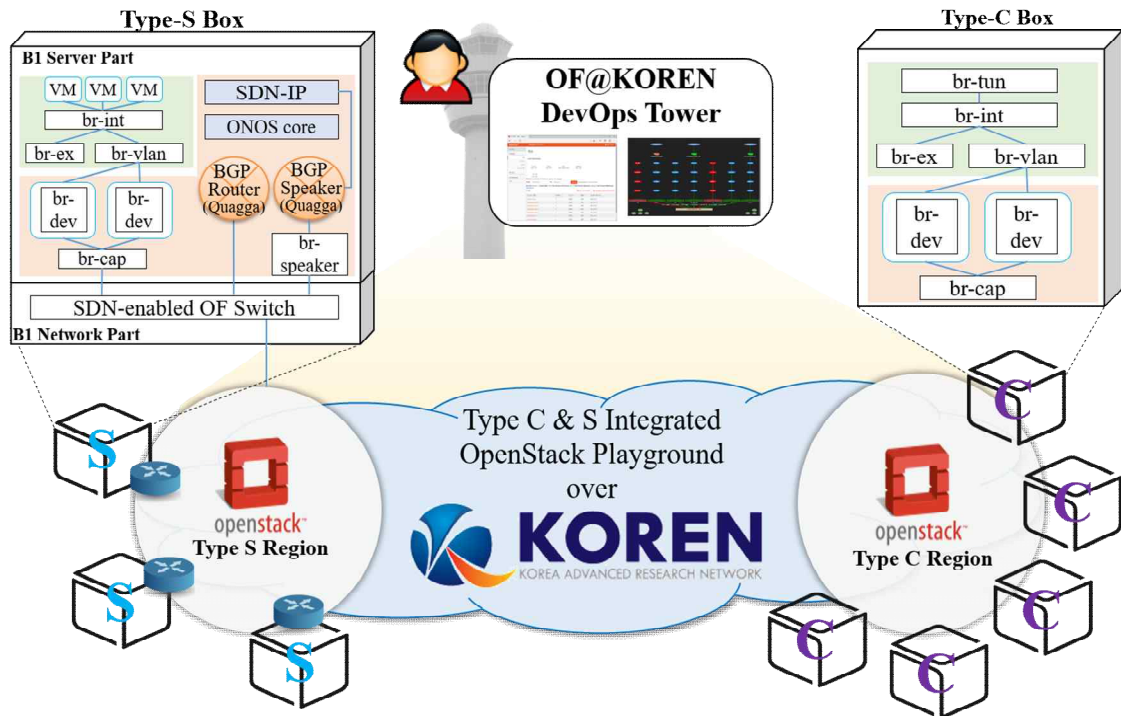 Type-S Box
B1 Server Part
VM VM VM
br-int
br-ex br-vlan
br-
dev
br-
dev
br-cap
SDN-IP
ONOS core
BGP
Router
(Quagga)
BGP
Speaker
(Quagga)
br-
speaker
SDN-enabled OF Switch
B1 Network Part
OF@KOREN
DevOps Tower
Type-C Box
br-tun
br-int
br-ex br-vlan
br-
dev
br-
dev
br-cap
S
S
S
openstack™
Type S Region
Type C & S Integrated
OpenStack Playground
over
KOREN
KOREA ADVANCED RESEARCH NETWORK
openstack™
Type C Region
C
C
C
C
C